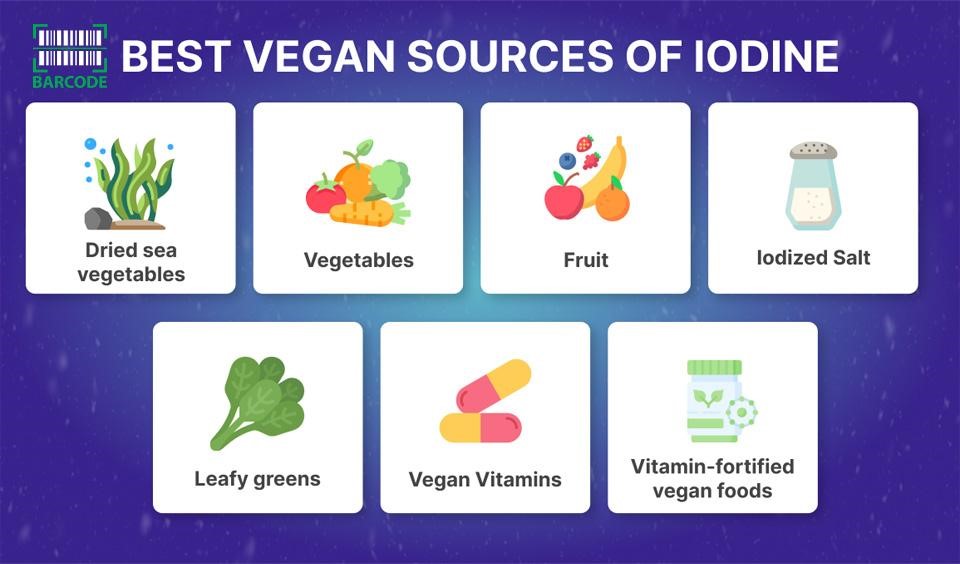 BARCODE
BEST VEGAN SOURCES OF IODINE
Dried sea
vegetables
Vegetables
Fruit
Iodized Salt
Leafy greens
Vegan Vitamins
Vitamin-fortified
vegan foods